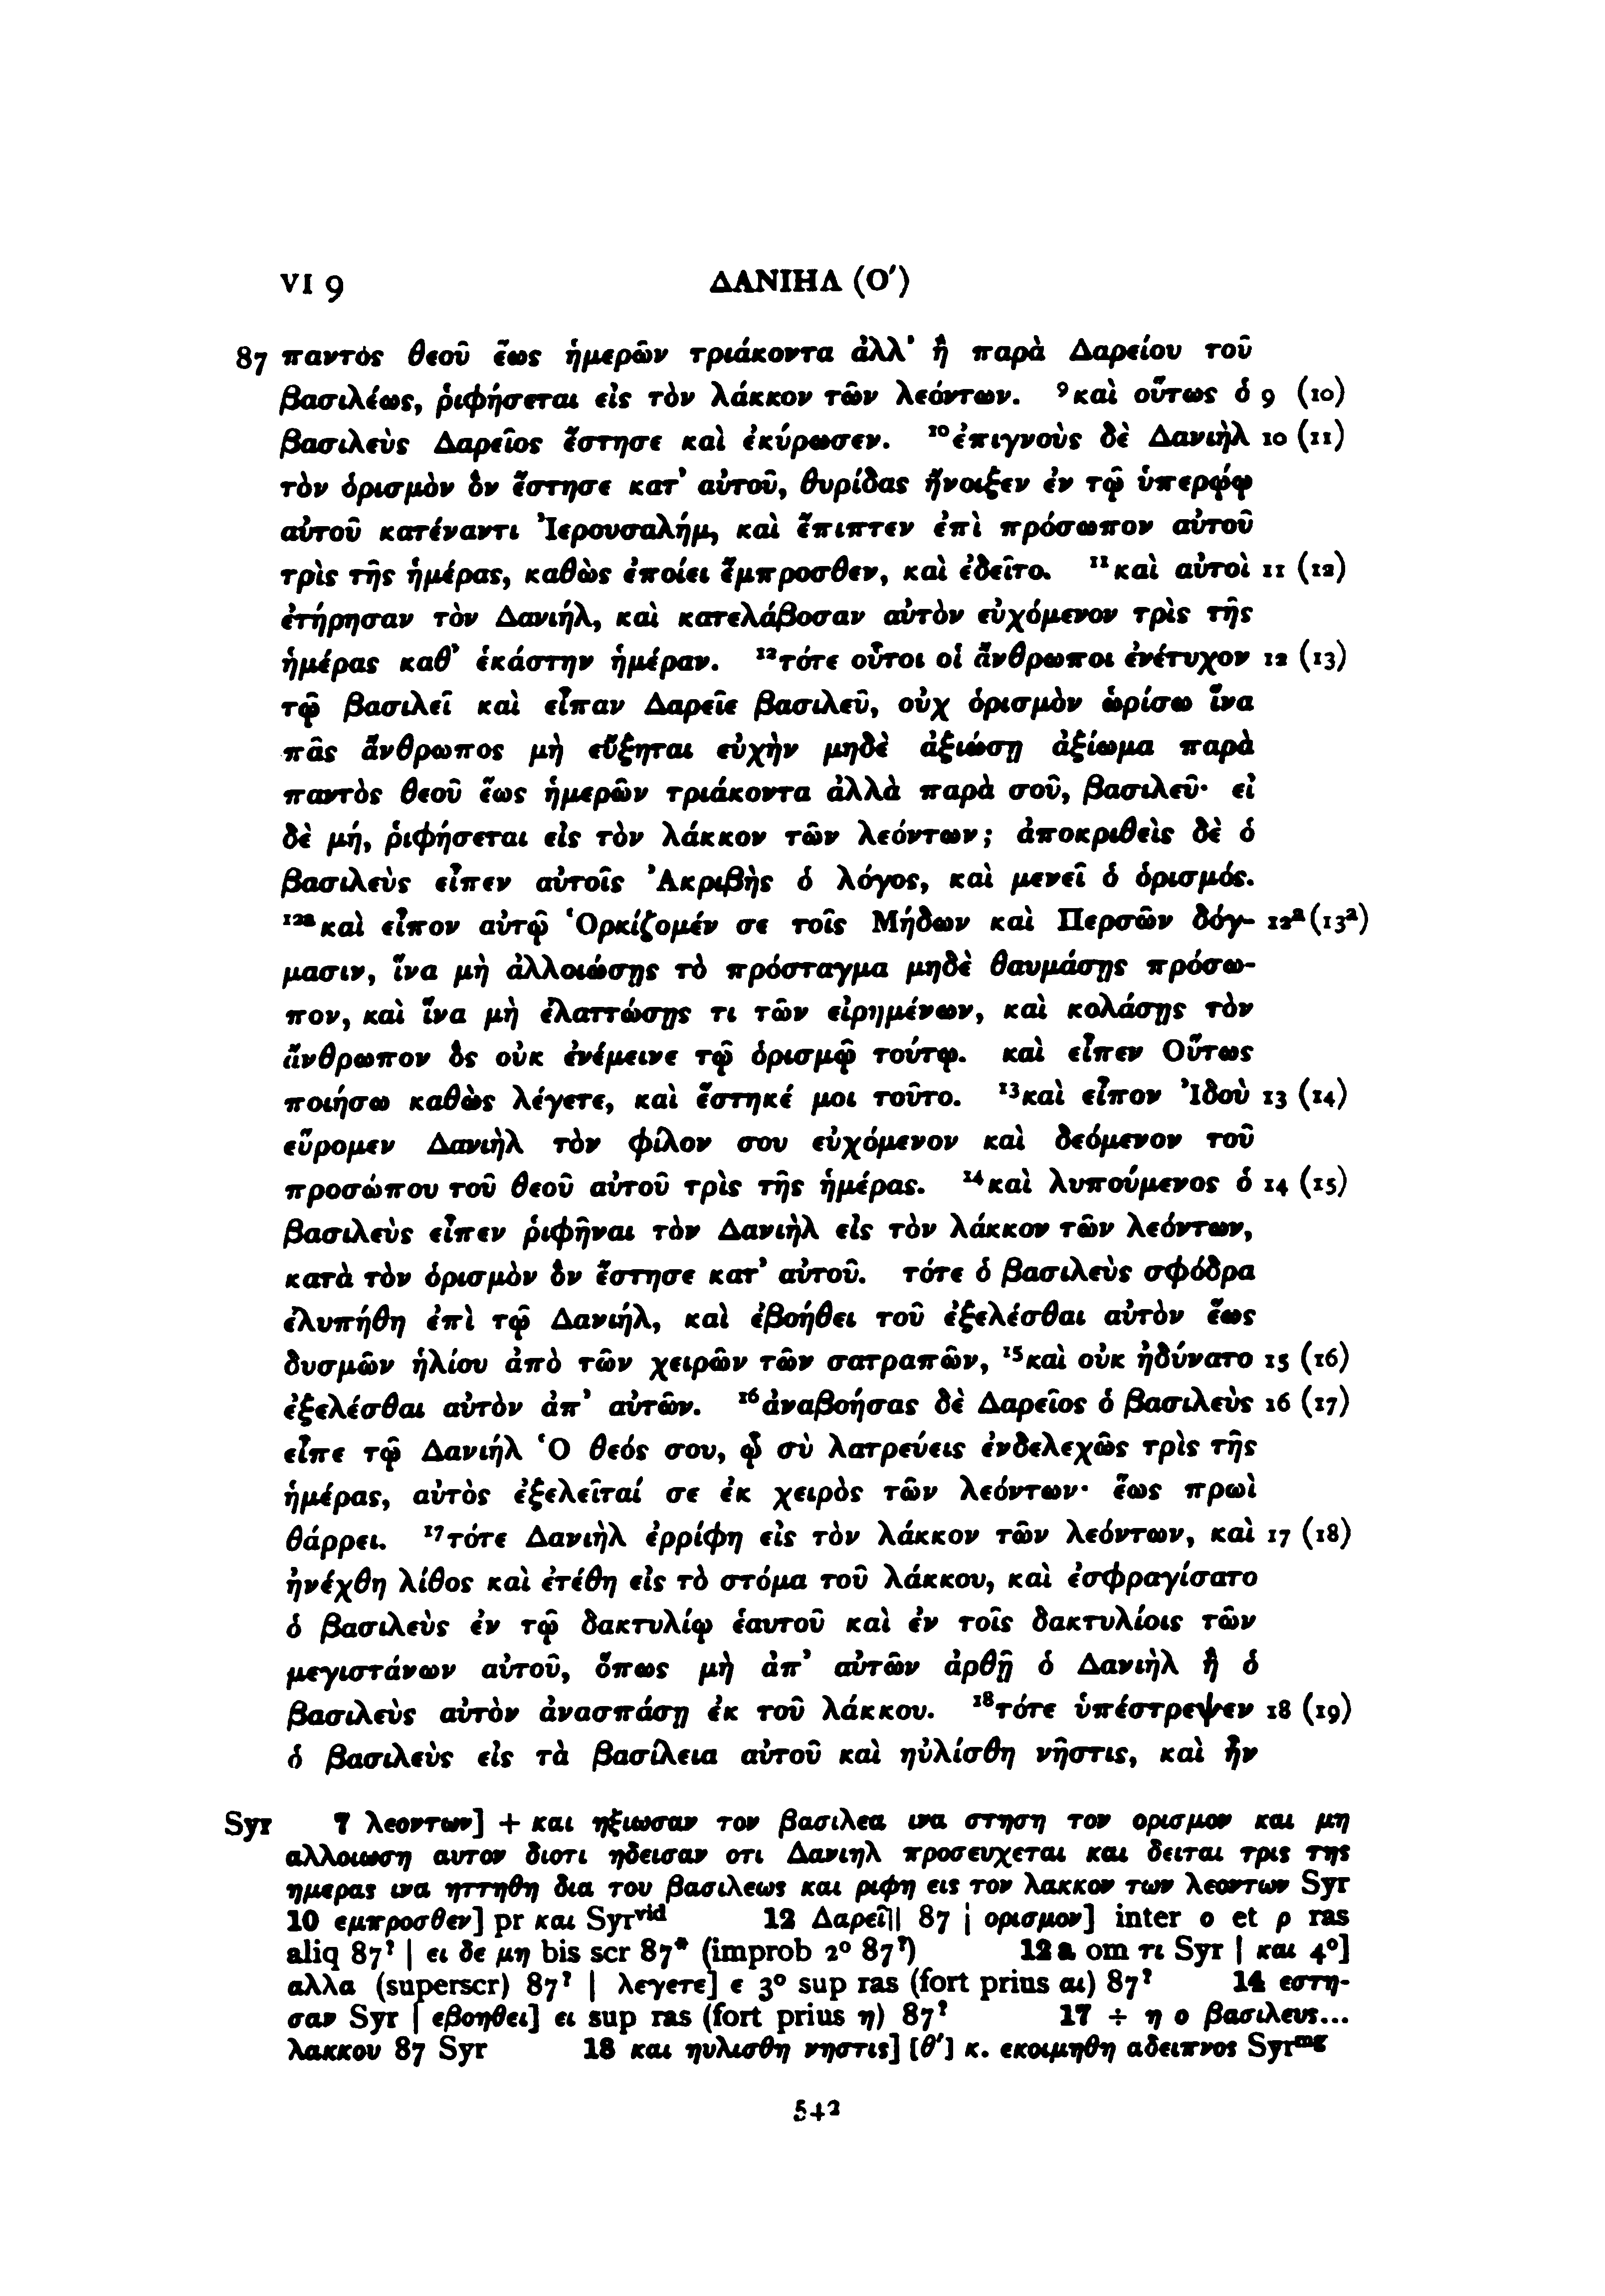 VI 9 ΔΑΝΙΗΛ (Ο')
87 παντὸς θεοῦ ἕως ἡμερῶν τριάκοντα ἀλλ' ἢ παρὰ Δαρείου τοῦ
βασιλέως, ῥιφήσεται εἰς τὸν λάκκον τῶν λεόντων. ⁹καὶ οὕτως ὁ 9 (10)
βασιλεὺς Δαρεῖος ἔστησε καὶ ἐκύρωσεν. ¹⁰ἐπιγνοὺς δὲ Δανιὴλ 10 (11)
τὸν ὁρισμὸν ὃν ἔστησε κατ' αὐτοῦ, θυρίδας ἤνοιξεν ἐν τῷ ὑπερῴῳ
αὐτοῦ κατέναντι Ἰερουσαλήμ, καὶ ἔπιπτεν ἐπὶ πρόσωπον αὐτοῦ
τρὶς τῆς ἡμέρας, καθὼς ἐποίει ἔμπροσθεν, καὶ ἐδεῖτο. ¹¹καὶ αὐτοὶ 11 (12)
ἐτήρησαν τὸν Δανιήλ, καὶ κατελάβοσαν αὐτὸν εὐχόμενον τρὶς τῆς
ἡμέρας καθ' ἑκάστην ἡμέραν. ¹²τότε οὗτοι οἱ ἄνθρωποι ἐνέτυχον 12 (13)
τῷ βασιλεῖ καὶ εἶπαν Δαρεῖε βασιλεῦ, οὐχ ὁρισμὸν ὡρίσω ἵνα
πᾶς ἄνθρωπος μὴ εὔξηται εὐχὴν μηδὲ ἀξιώσῃ ἀξίωμα παρὰ
παντὸς θεοῦ ἕως ἡμερῶν τριάκοντα ἀλλὰ παρὰ σοῦ, βασιλεῦ· εἰ
δὲ μή, ῥιφήσεται εἰς τὸν λάκκον τῶν λεόντων; ἀποκριθεὶς δὲ ὁ
βασιλεὺς εἶπεν αὐτοῖς Ἀκριβὴς ὁ λόγος, καὶ μενεῖ ὁ ὁρισμός.
¹²ᵃκαὶ εἶπον αὐτῷ Ὁρκίζομέν σε τοῖς Μήδων καὶ Περσῶν δόγ- 12ᵃ(13ᵃ)
μασιν, ἵνα μὴ ἀλλοιώσῃς τὸ πρόσταγμα μηδὲ θαυμάσῃς πρόσω-
πον, καὶ ἵνα μὴ ἐλαττώσῃς τι τῶν εἰρημένων, καὶ κολάσῃς τὸν
ἄνθρωπον ὃς οὐκ ἐνέμεινε τῷ ὁρισμῷ τούτῳ. καὶ εἶπεν Οὕτως
ποιήσω καθὼς λέγετε, καὶ ἕστηκέ μοι τοῦτο. ¹³καὶ εἶπον Ἰδοὺ 13 (14)
εὕρομεν Δανιὴλ τὸν φίλον σου εὐχόμενον καὶ δεόμενον τοῦ
προσώπου τοῦ θεοῦ αὐτοῦ τρὶς τῆς ἡμέρας. ¹⁴καὶ λυπούμενος ὁ 14 (15)
βασιλεὺς εἶπεν ῥιφῆναι τὸν Δανιὴλ εἰς τὸν λάκκον τῶν λεόντων,
κατὰ τὸν ὁρισμὸν ὃν ἔστησε κατ' αὐτοῦ. τότε ὁ βασιλεὺς σφόδρα
ἐλυπήθη ἐπὶ τῷ Δανιήλ, καὶ ἐβοήθει τοῦ ἐξελέσθαι αὐτὸν ἕως
δυσμῶν ἡλίου ἀπὸ τῶν χειρῶν τῶν σατραπῶν, ¹⁵καὶ οὐκ ἠδύνατο 15 (16)
ἐξελέσθαι αὐτὸν ἀπ' αὐτῶν. ¹⁶ἀναβοήσας δὲ Δαρεῖος ὁ βασιλεὺς 16 (17)
εἶπε τῷ Δανιήλ Ὁ θεός σου, ᾧ σὺ λατρεύεις ἐνδελεχῶς τρὶς τῆς
ἡμέρας, αὐτὸς ἐξελεῖταί σε ἐκ χειρὸς τῶν λεόντων· ἕως πρωὶ
θάρρει. ¹⁷τότε Δανιὴλ ἐρρίφη εἰς τὸν λάκκον τῶν λεόντων, καὶ 17 (18)
ἠνέχθη λίθος καὶ ἐτέθη εἰς τὸ στόμα τοῦ λάκκου, καὶ ἐσφραγίσατο
ὁ βασιλεὺς ἐν τῷ δακτυλίῳ ἑαυτοῦ καὶ ἐν τοῖς δακτυλίοις τῶν
μεγιστάνων αὐτοῦ, ὅπως μὴ ἀπ' αὐτῶν ἀρθῇ ὁ Δανιὴλ ἢ ὁ
βασιλεὺς αὐτὸν ἀνασπάσῃ ἐκ τοῦ λάκκου. ¹⁸τότε ὑπέστρεψεν 18 (19)
ὁ βασιλεὺς εἰς τὰ βασίλεια αὐτοῦ καὶ ηὐλίσθη νῆστις, καὶ ἦν
Syr 7 λεοντων] + και ηξιωσαν τον βασιλεα ινα στηση τον ορισμον και μη
αλλοιωση αυτον διοτι ηδεισαν οτι Δανιηλ προσευχεται και δειται τρις της
ημερας ινα ηττηθη δια του βασιλεως και ριφη εις τον λακκον των λεοντων Syr
10 εμπροσθεν] pr και Syrᵛⁱᵈ 12 Δαρεῖ|| 87 | ορισμον] inter ο et ρ ras
aliq 87ˀ | ει δε μη bis scr 87* (improb 2º 87ˀ) 12 a om τι Syr | και 4º]
αλλα (superscr) 87ˀ | λεγετε] ε 3º sup ras (fort prius αι) 87ˀ 14 εστη-
σαν Syr | εβοηθει] ει sup ras (fort prius η) 87ˀ 17 ÷ η ο βασιλευς...
λακκου 87 Syr 18 και ηυλισθη νηστις] [θ'] κ. εκοιμηθη αδειπνος Syrᵐᵍ
542